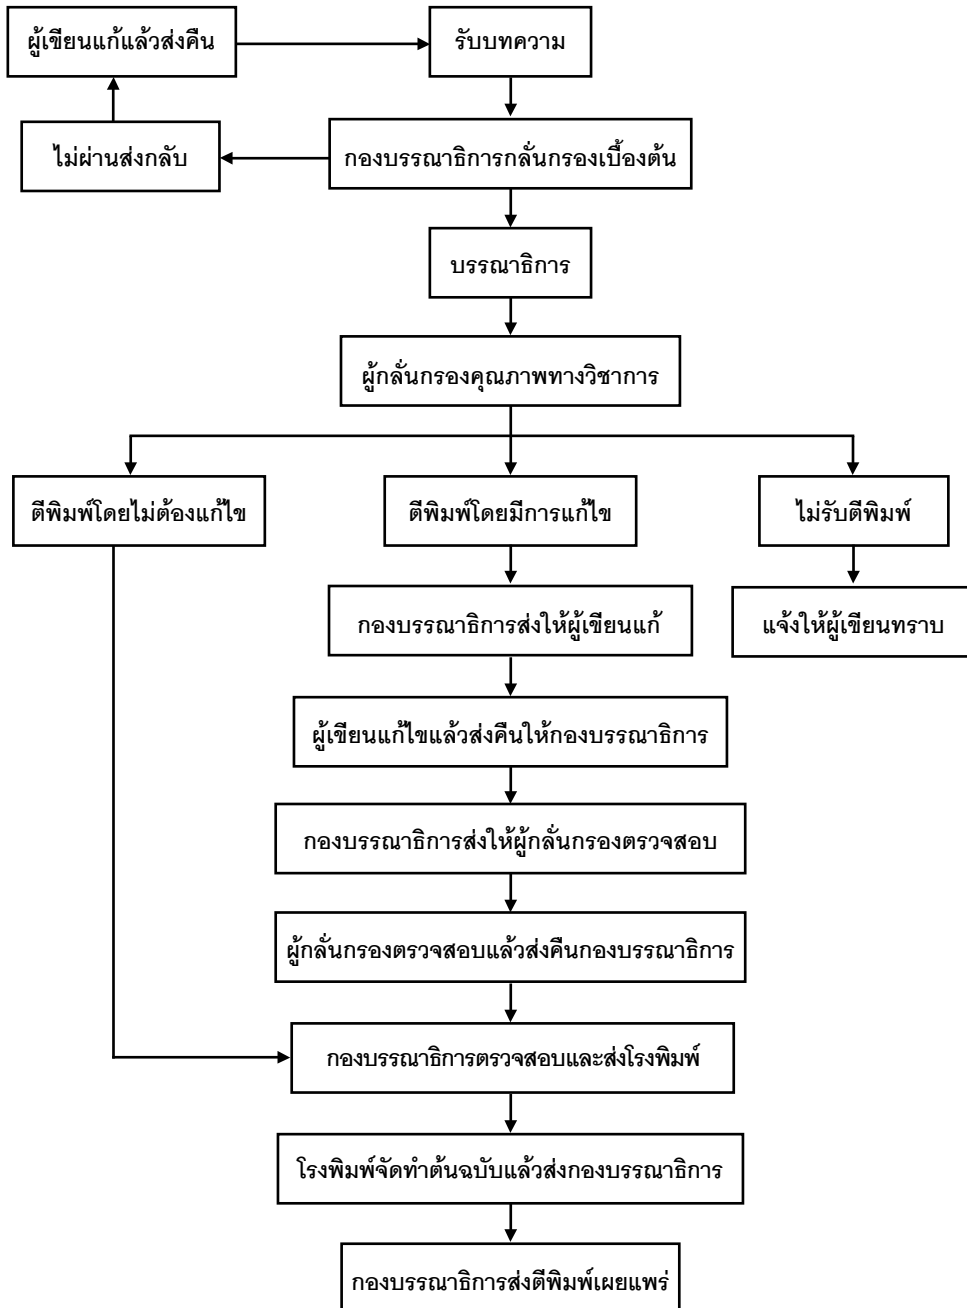 ผู้เขียนแก้แล้วส่งคืน
รับบทความ
ไม่ผ่านส่งกลับ
กองบรรณาธิการกลั่นกรองเบื้องต้น
บรรณาธิการ
ผู้กลั่นกรองคุณภาพทางวิชาการ
ตีพิมพ์โดยไม่ต้องแก้ไข
ตีพิมพ์โดยมีการแก้ไข
ไม่รับตีพิมพ์
กองบรรณาธิการส่งให้ผู้เขียนแก้
แจ้งให้ผู้เขียนทราบ
ผู้เขียนแก้ไขแล้วส่งคืนให้กองบรรณาธิการ
กองบรรณาธิการส่งให้ผู้กลั่นกรองตรวจสอบ
ผู้กลั่นกรองตรวจสอบแล้วส่งคืนกองบรรณาธิการ
กองบรรณาธิการตรวจสอบและส่งโรงพิมพ์
โรงพิมพ์จัดทำต้นฉบับแล้วส่งกองบรรณาธิการ
กองบรรณาธิการส่งตีพิมพ์เผยแพร่